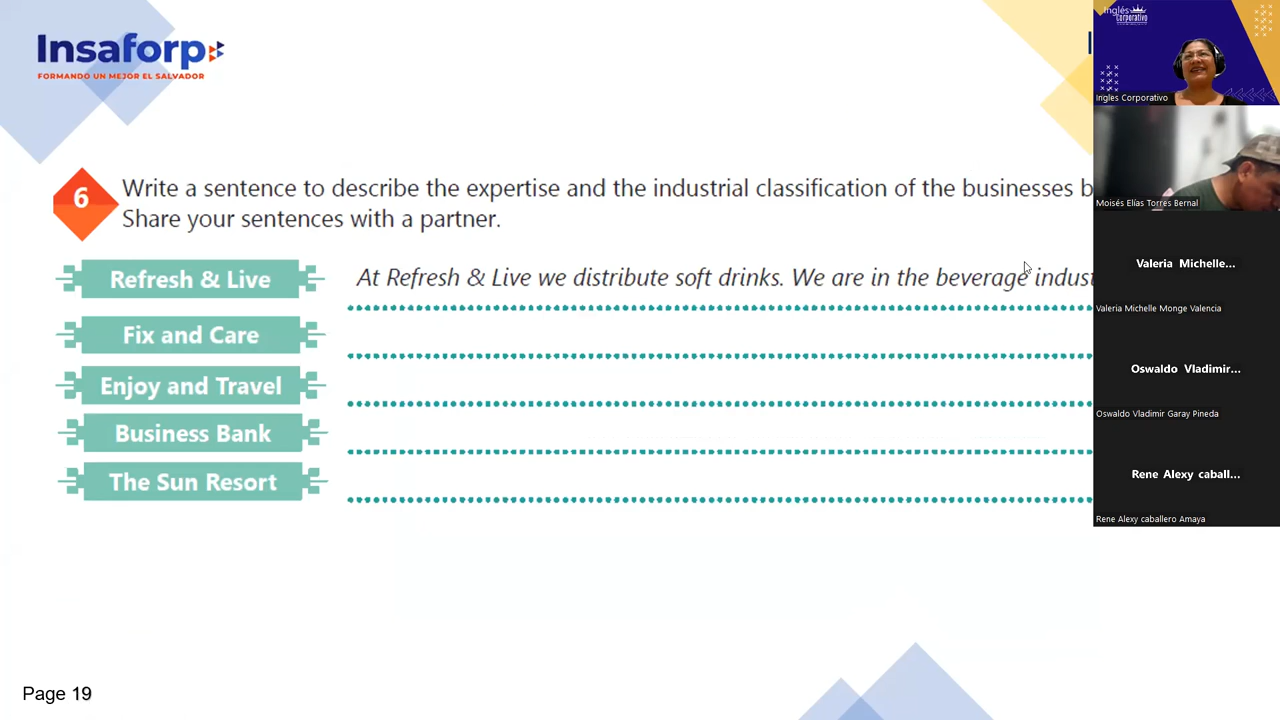 Insaforp
FORMANDO UN MEJOR EL SALVADOR
6
Write a sentence to describe the expertise and the industrial classification of the businesses b
Share your sentences with a partner.
Refresh & Live
At Refresh & Live we distribute soft drinks. We are in the beverage indust
Fix and Care
Enjoy and Travel
Business Bank
The Sun Resort
Page 19
Inglés
Corporativo
Ingles Corporativo
Moisés Elías Torres Bernal
Valeria Michelle...
Valeria Michelle Monge Valencia
Oswaldo Vladimir...
Oswaldo Vladimir Garay Pineda
Rene Alexy caball...
Rene Alexy caballero Amaya